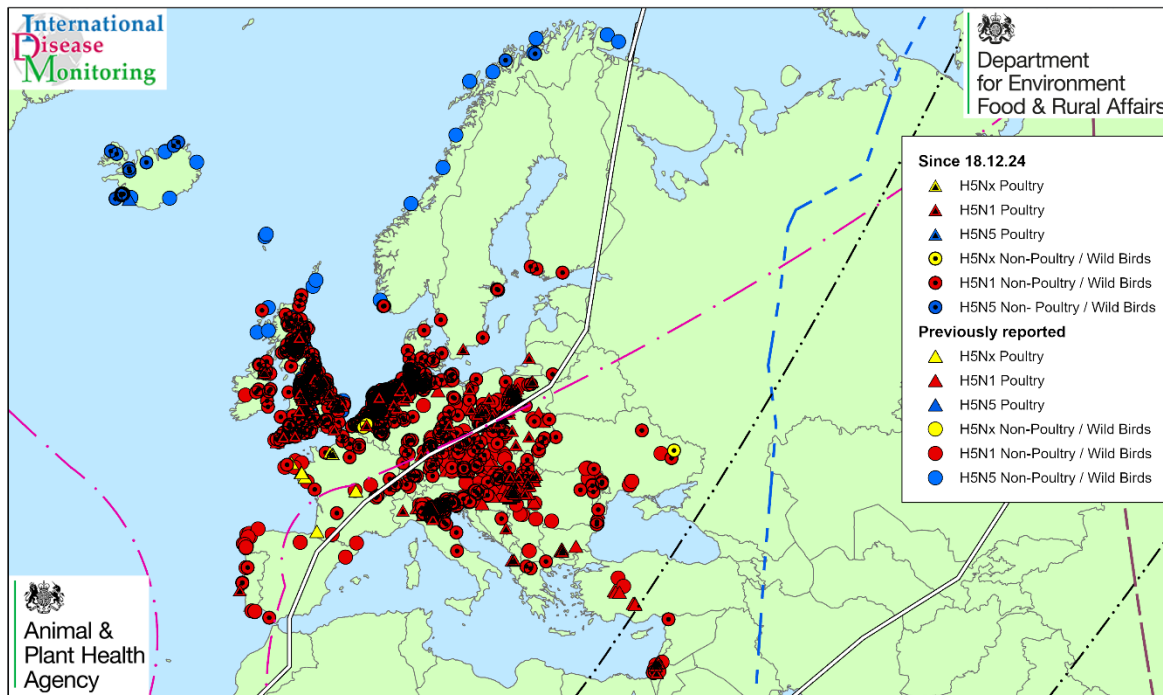 International
Disease
Monitoring
Department
for Environment
Food & Rural Affairs
Since 18.12.24
H5Nx Poultry
H5N1 Poultry
H5N5 Poultry
H5Nx Non-Poultry / Wild Birds
H5N1 Non-Poultry / Wild Birds
H5N5 Non- Poultry / Wild Birds
Previously reported
H5Nx Poultry
H5N1 Poultry
H5N5 Poultry
H5Nx Non-Poultry / Wild Birds
H5N1 Non-Poultry / Wild Birds
H5N5 Non-Poultry / Wild Birds
Animal &
Plant Health
Agency